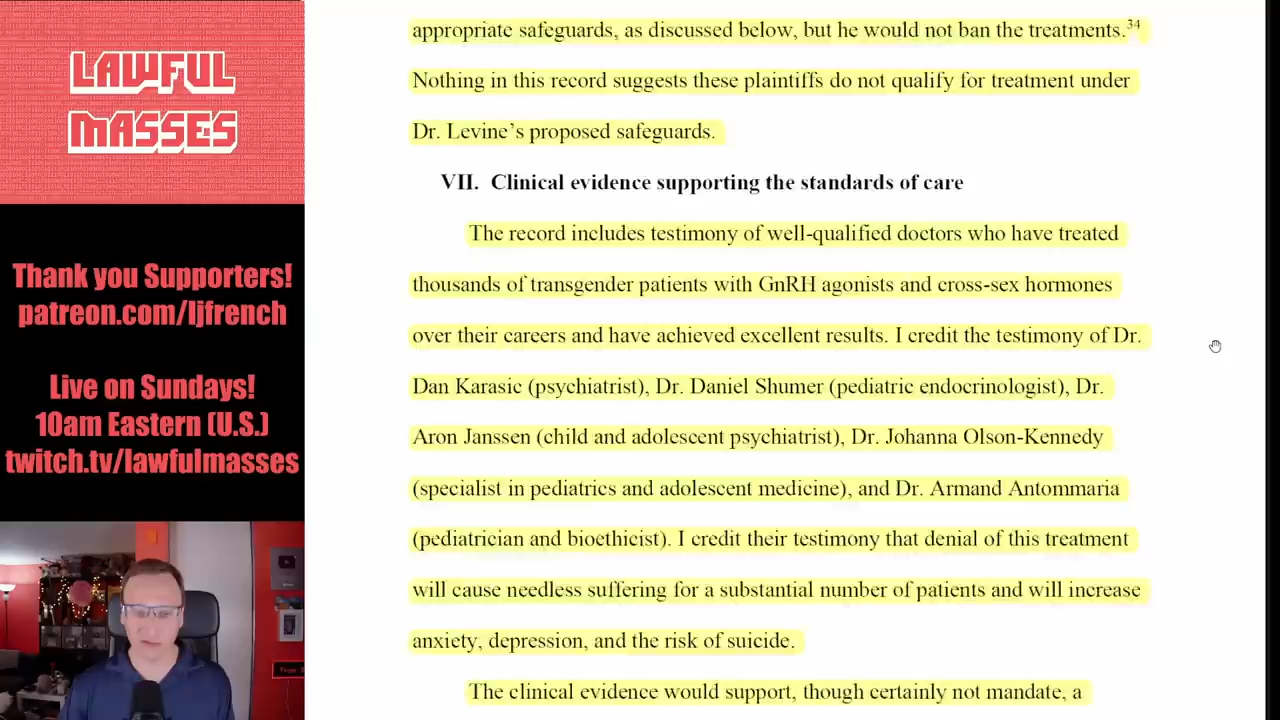 LAWFUL
MASSES
Thank you Supporters!
patreon.com/ljfrench
Live on Sundays!
10am Eastern (U.S.)
twitch.tv/lawfulmasses
appropriate safeguards, as discussed below, but he would not ban the treatments.34
Nothing in this record suggests these plaintiffs do not qualify for treatment under
Dr. Levine’s proposed safeguards.
VII. Clinical evidence supporting the standards of care
The record includes testimony of well-qualified doctors who have treated
thousands of transgender patients with GnRH agonists and cross-sex hormones
over their careers and have achieved excellent results. I credit the testimony of Dr.
Dan Karasic (psychiatrist), Dr. Daniel Shumer (pediatric endocrinologist), Dr.
Aron Janssen (child and adolescent psychiatrist), Dr. Johanna Olson-Kennedy
(specialist in pediatrics and adolescent medicine), and Dr. Armand Antommaria
(pediatrician and bioethicist). I credit their testimony that denial of this treatment
will cause needless suffering for a substantial number of patients and will increase
anxiety, depression, and the risk of suicide.
The clinical evidence would support, though certainly not mandate, a